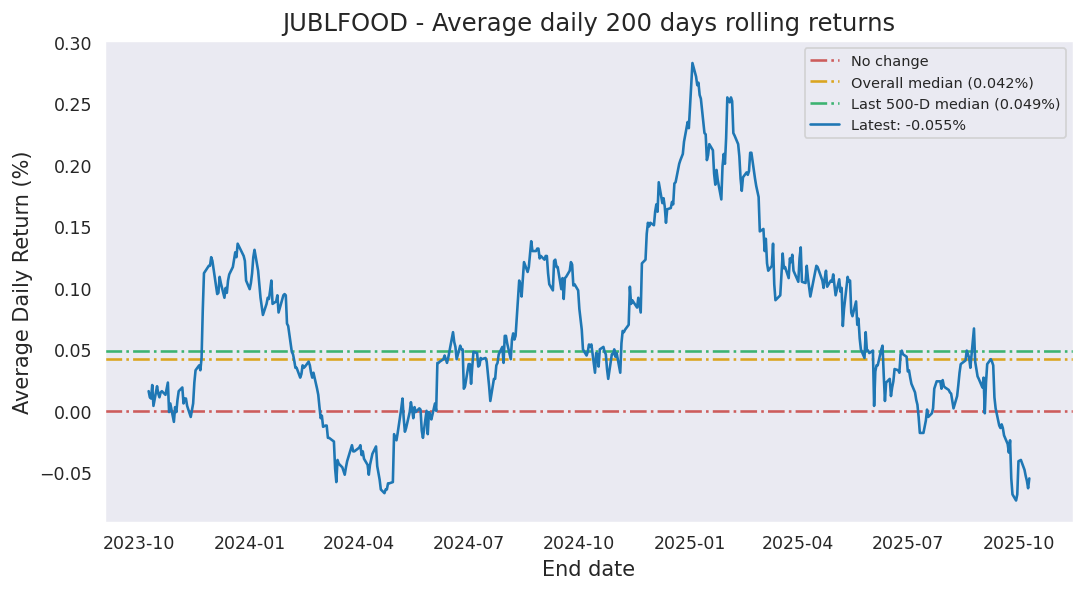 JUBLFOOD - Average daily 200 days rolling returns
Average Daily Return (%)
0.30
0.25
0.20
0.15
0.10
0.05
0.00
−0.05
No change
Overall median (0.042%)
Last 500-D median (0.049%)
Latest: -0.055%
2023-10 2024-01 2024-04 2024-07 2024-10 2025-01 2025-04 2025-07 2025-10
End date